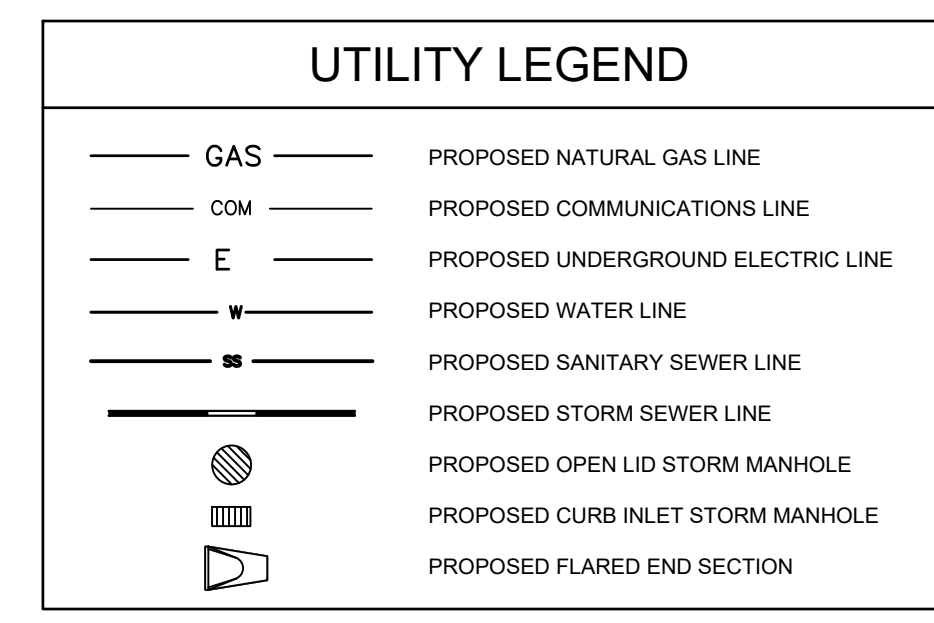 UTILITY LEGEND
GAS PROPOSED NATURAL GAS LINE
COM PROPOSED COMMUNICATIONS LINE
E PROPOSED UNDERGROUND ELECTRIC LINE
W PROPOSED WATER LINE
SS PROPOSED SANITARY SEWER LINE
PROPOSED STORM SEWER LINE
PROPOSED OPEN LID STORM MANHOLE
PROPOSED CURB INLET STORM MANHOLE
PROPOSED FLARED END SECTION